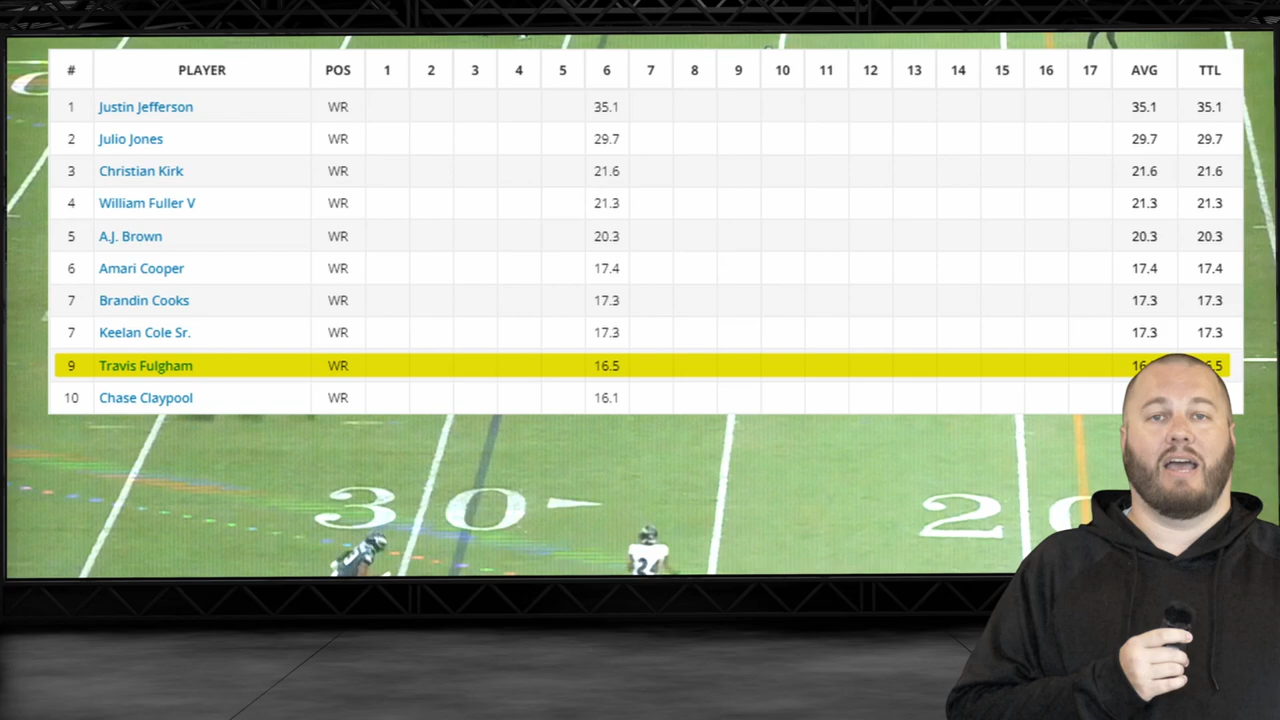 # PLAYER POS 1 2 3 4 5 6 7 8 9 10 11 12 13 14 15 16 17 AVG TTL
1 Justin Jefferson WR 35.1 35.1 35.1
2 Julio Jones WR 29.7 29.7 29.7
3 Christian Kirk WR 21.6 21.6 21.6
4 William Fuller V WR 21.3 21.3 21.3
5 A.J. Brown WR 20.3 20.3 20.3
6 Amari Cooper WR 17.4 17.4 17.4
7 Brandin Cooks WR 17.3 17.3 17.3
7 Keelan Cole Sr. WR 17.3 17.3 17.3
9 Travis Fulgham WR 16.5
10 Chase Claypool WR 16.1
30 20
24